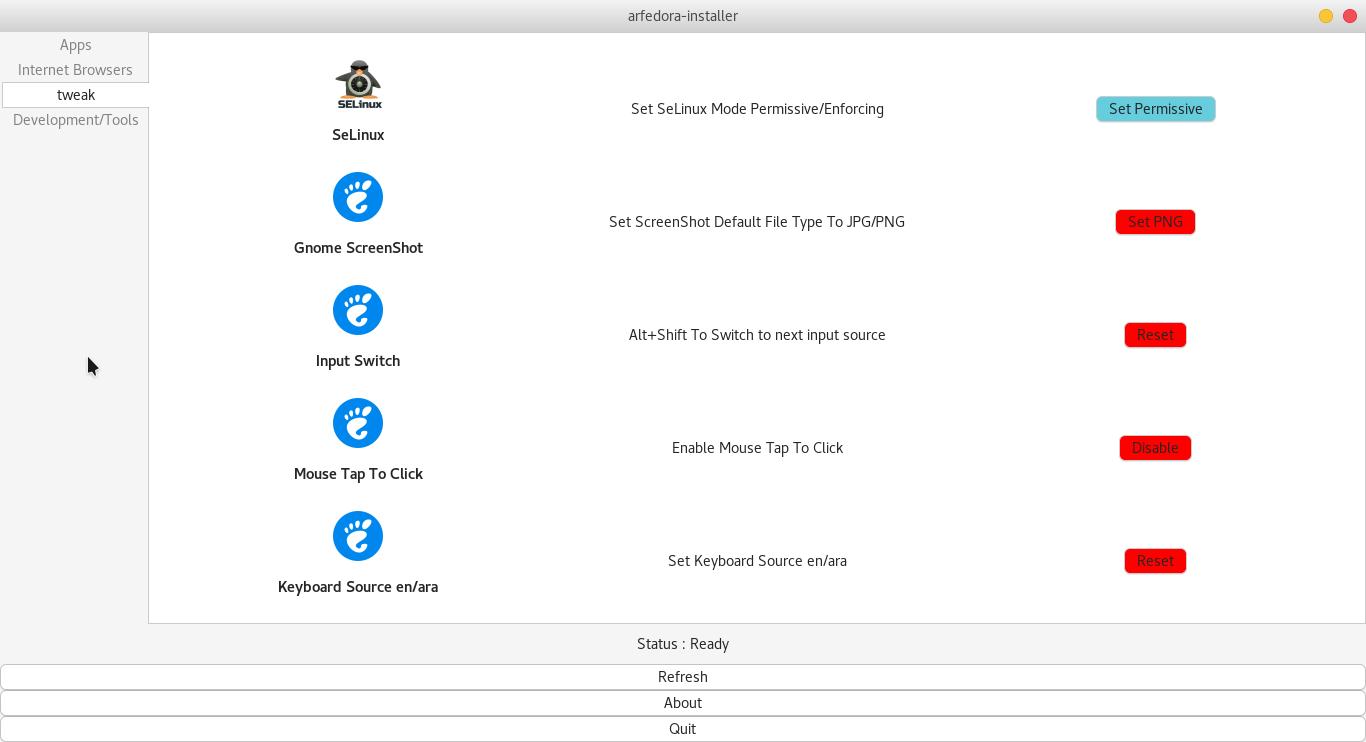 arfedora-installer
Apps
Internet Browsers
tweak
Development/Tools
SELinux
SeLinux
Set SeLinux Mode Permissive/Enforcing
Set Permissive
Gnome ScreenShot
Set ScreenShot Default File Type To JPG/PNG
Set PNG
Input Switch
Alt+Shift To Switch to next input source
Reset
Mouse Tap To Click
Enable Mouse Tap To Click
Disable
Keyboard Source en/ara
Set Keyboard Source en/ara
Reset
Status : Ready
Refresh
About
Quit